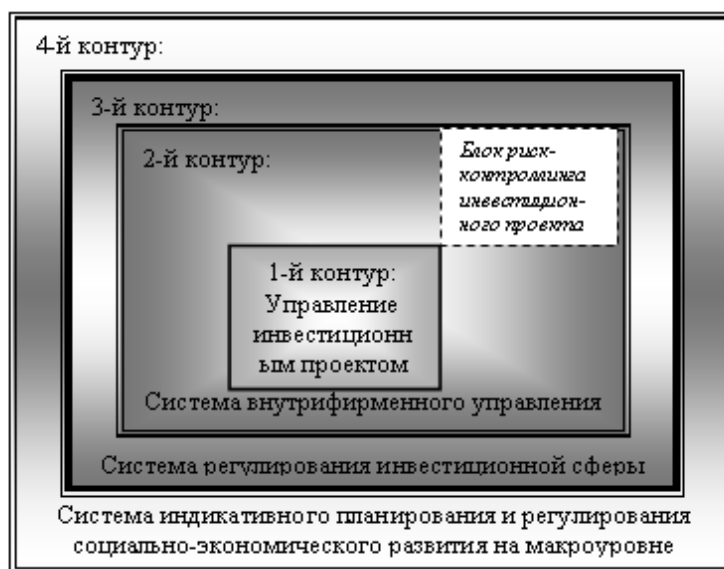 4-й контур:
3-й контур:
2-й контур:
Блок риск-
контроллинга
инвестицион-
ного проекта
1-й контур:
Управление
инвестиционн
ым проектом
Система внутрифирменного управления
Система регулирования инвестиционной сферы
Система индикативного планирования и регулирования
социально-экономического развития на макроуровне